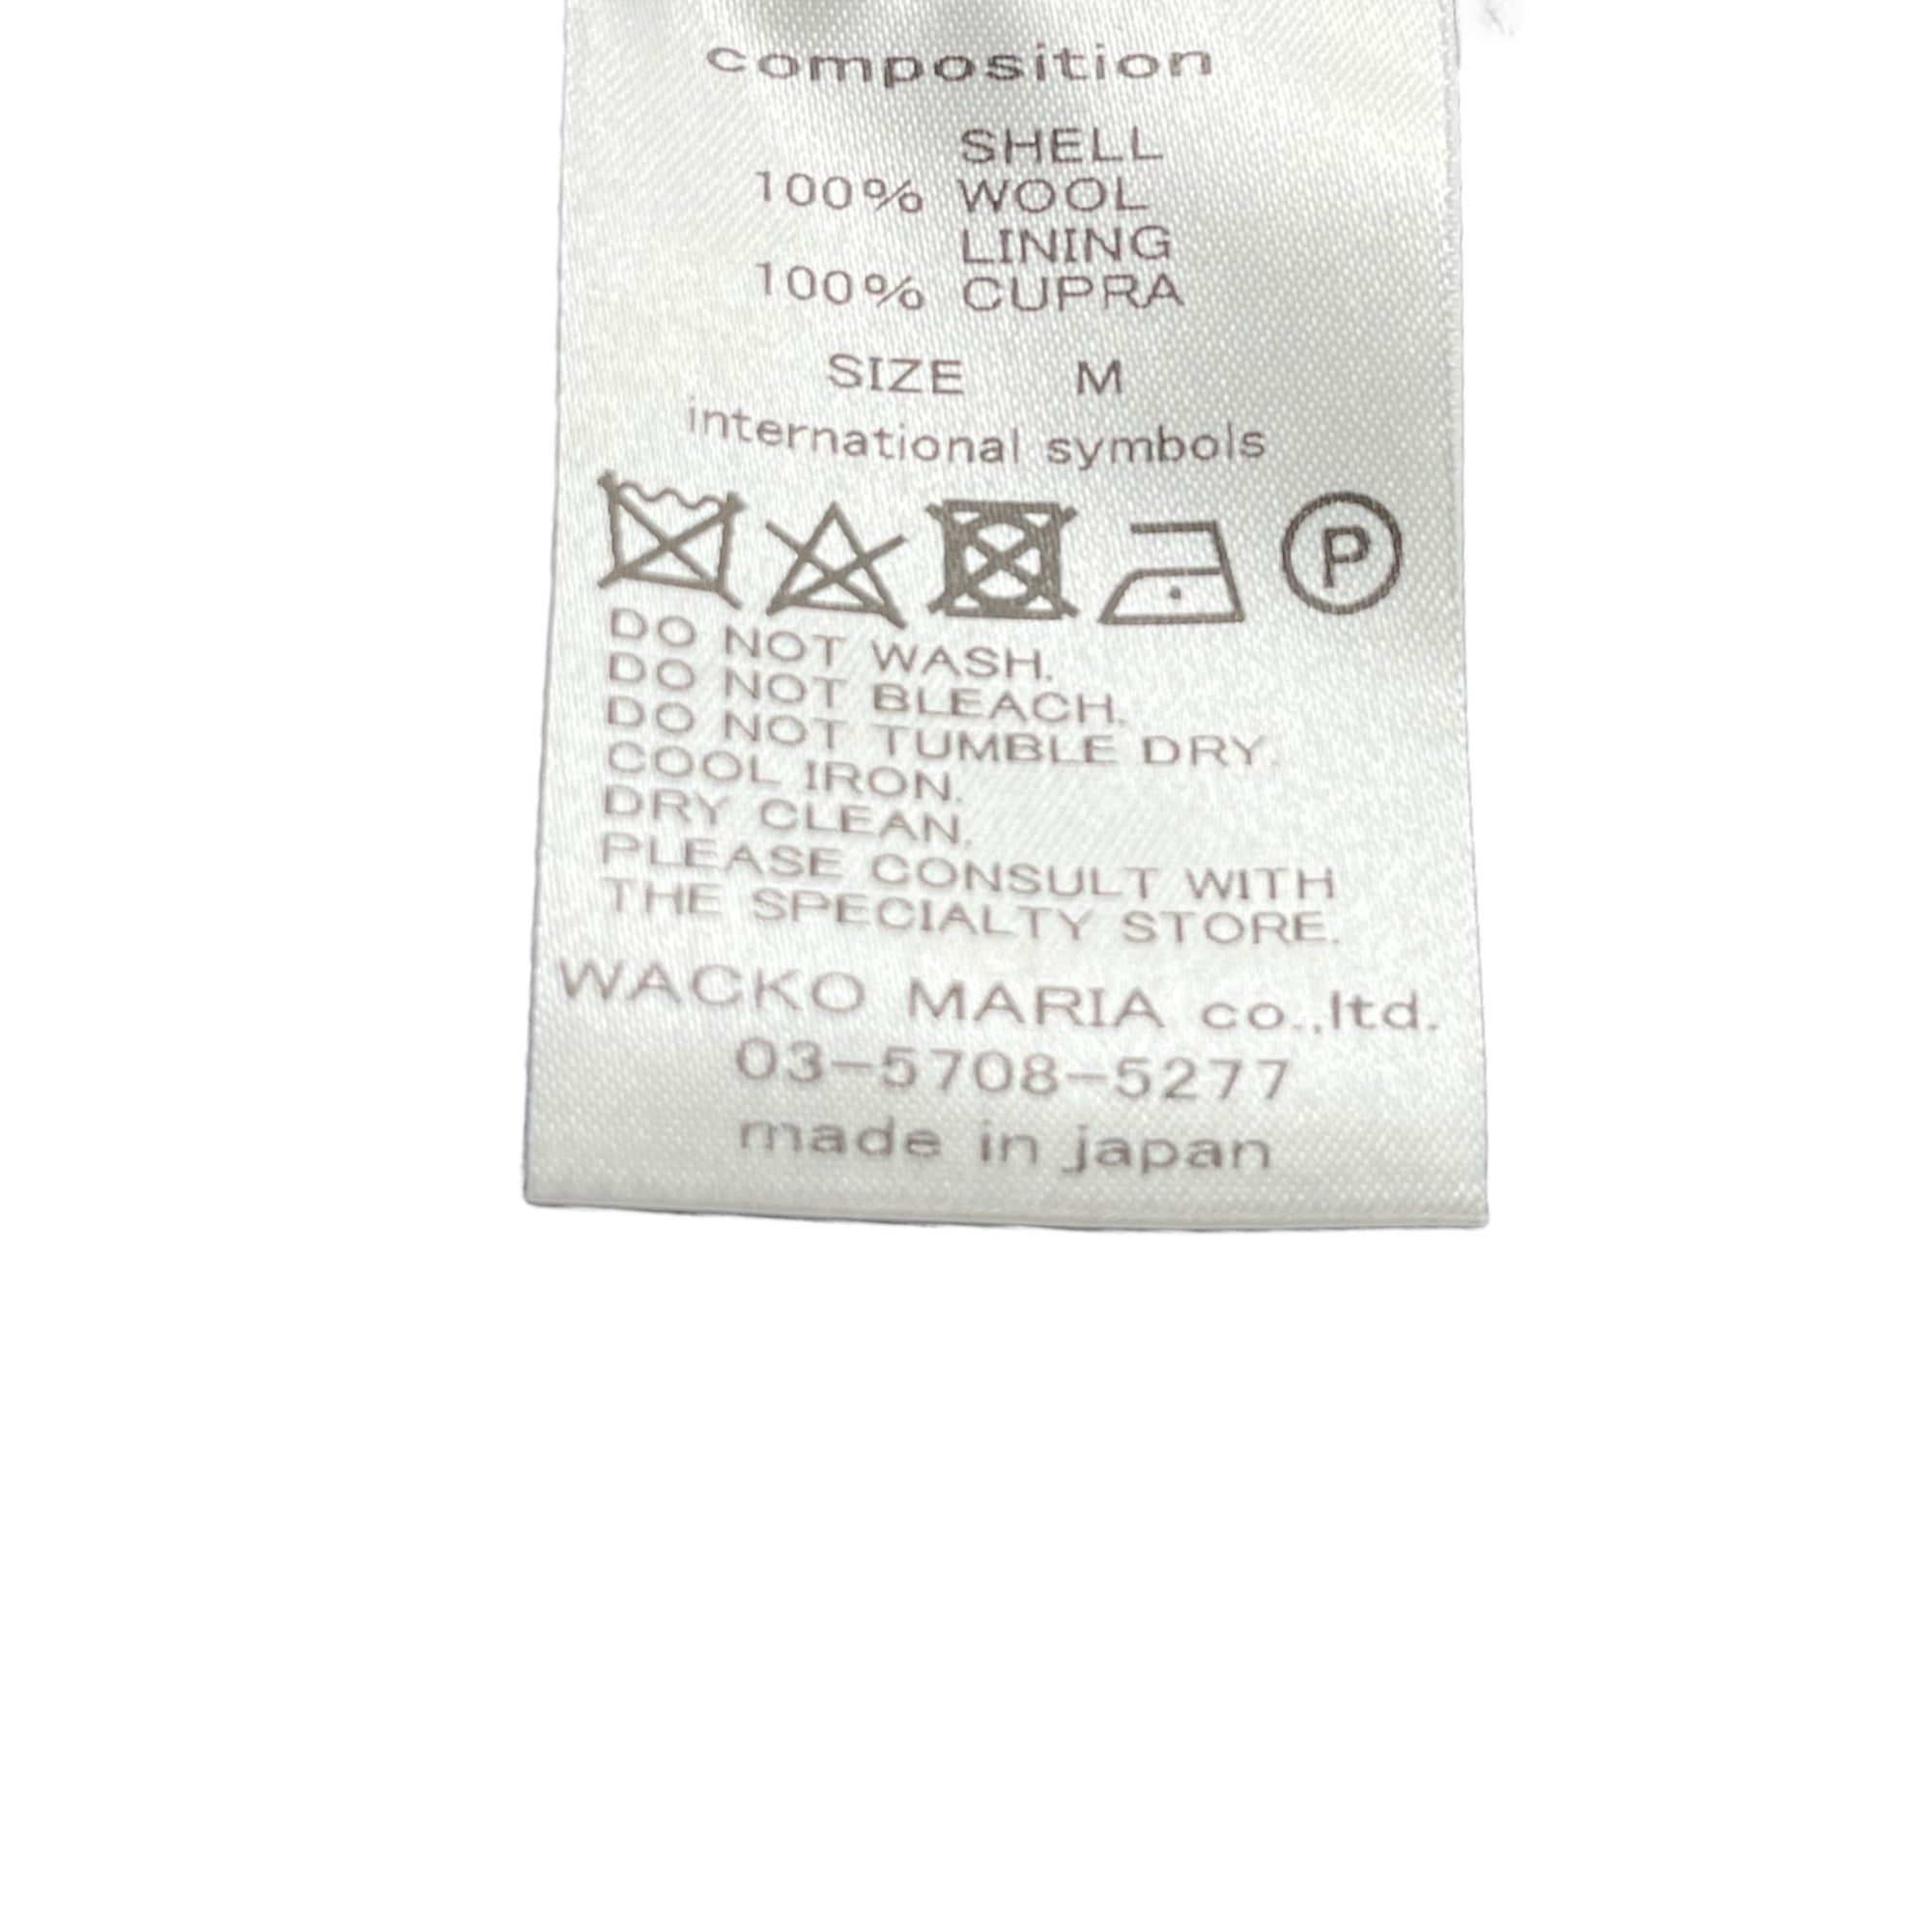 composition
SHELL
100% WOOL
LINING
100% CUPRA
SIZE M
international symbols
P
DO NOT WASH.
DO NOT BLEACH.
DO NOT TUMBLE DRY.
COOL IRON.
DRY CLEAN.
PLEASE CONSULT WITH
THE SPECIALTY STORE.
WACKO MARIA co.,ltd.
03-5708-5277
made in japan